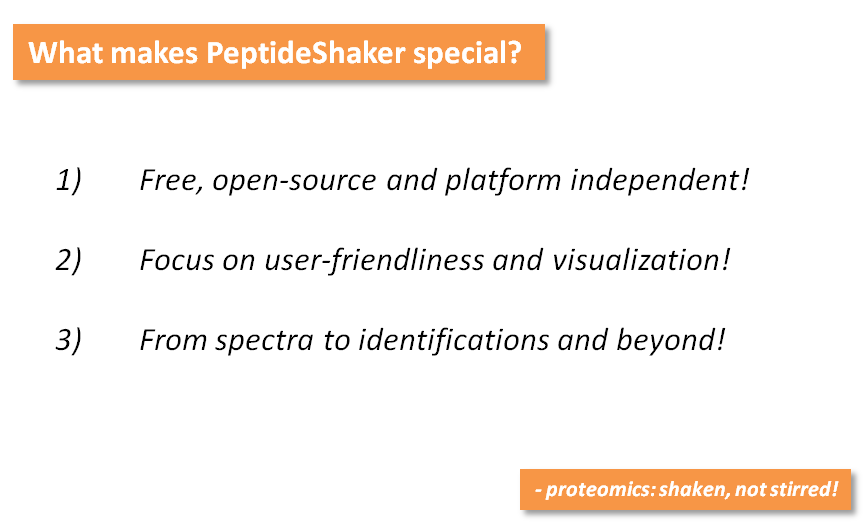 What makes PeptideShaker special?
1) Free, open-source and platform independent!
2) Focus on user-friendliness and visualization!
3) From spectra to identifications and beyond!
- proteomics: shaken, not stirred!